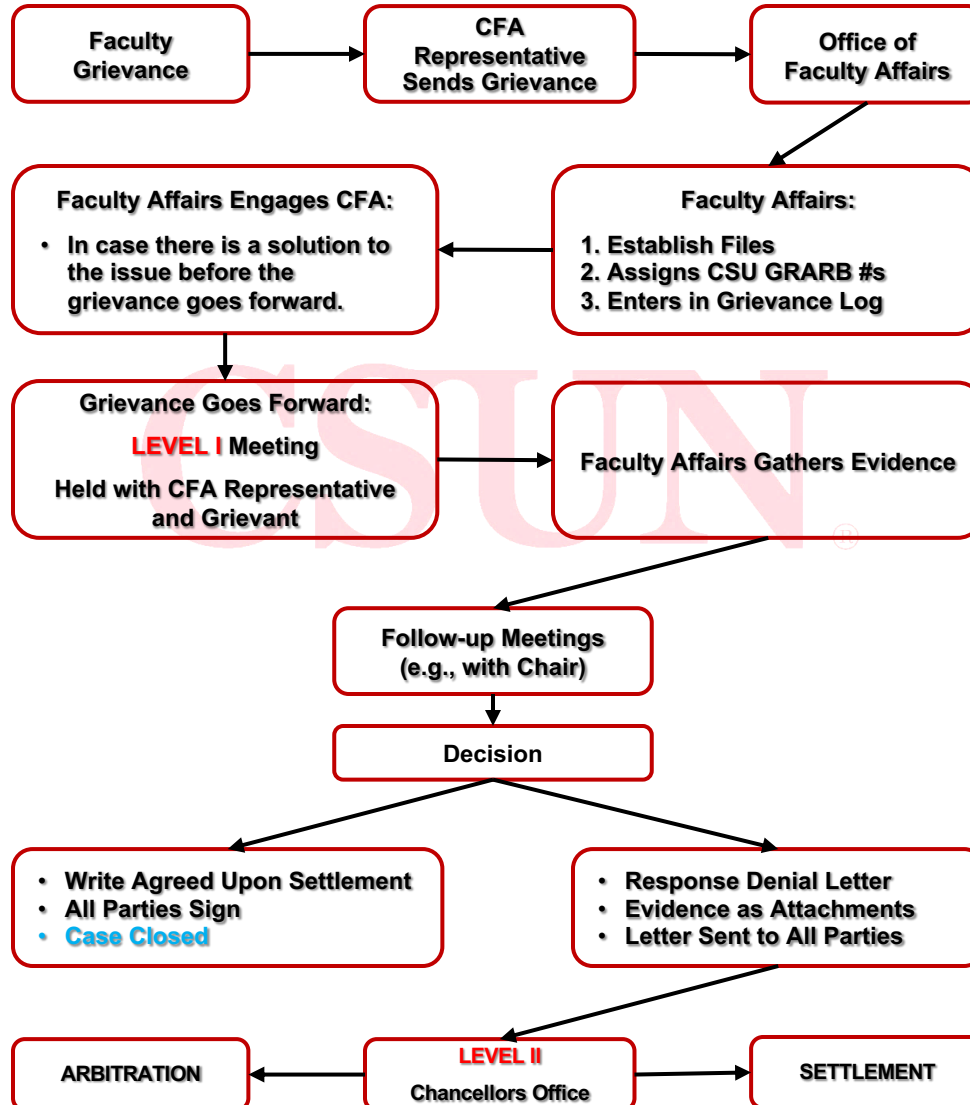 Faculty
Grievance
CFA
Representative
Sends Grievance
Office of
Faculty Affairs
Faculty Affairs Engages CFA:
• In case there is a solution to
the issue before the
grievance goes forward.
Faculty Affairs:
1. Establish Files
2. Assigns CSU GRARB #s
3. Enters in Grievance Log
Grievance Goes Forward:
LEVEL I Meeting
Held with CFA Representative
and Grievant
Faculty Affairs Gathers Evidence
CSUN®
Follow-up Meetings
(e.g., with Chair)
Decision
• Write Agreed Upon Settlement
• All Parties Sign
• Case Closed
• Response Denial Letter
• Evidence as Attachments
• Letter Sent to All Parties
ARBITRATION
LEVEL II
Chancellors Office
SETTLEMENT